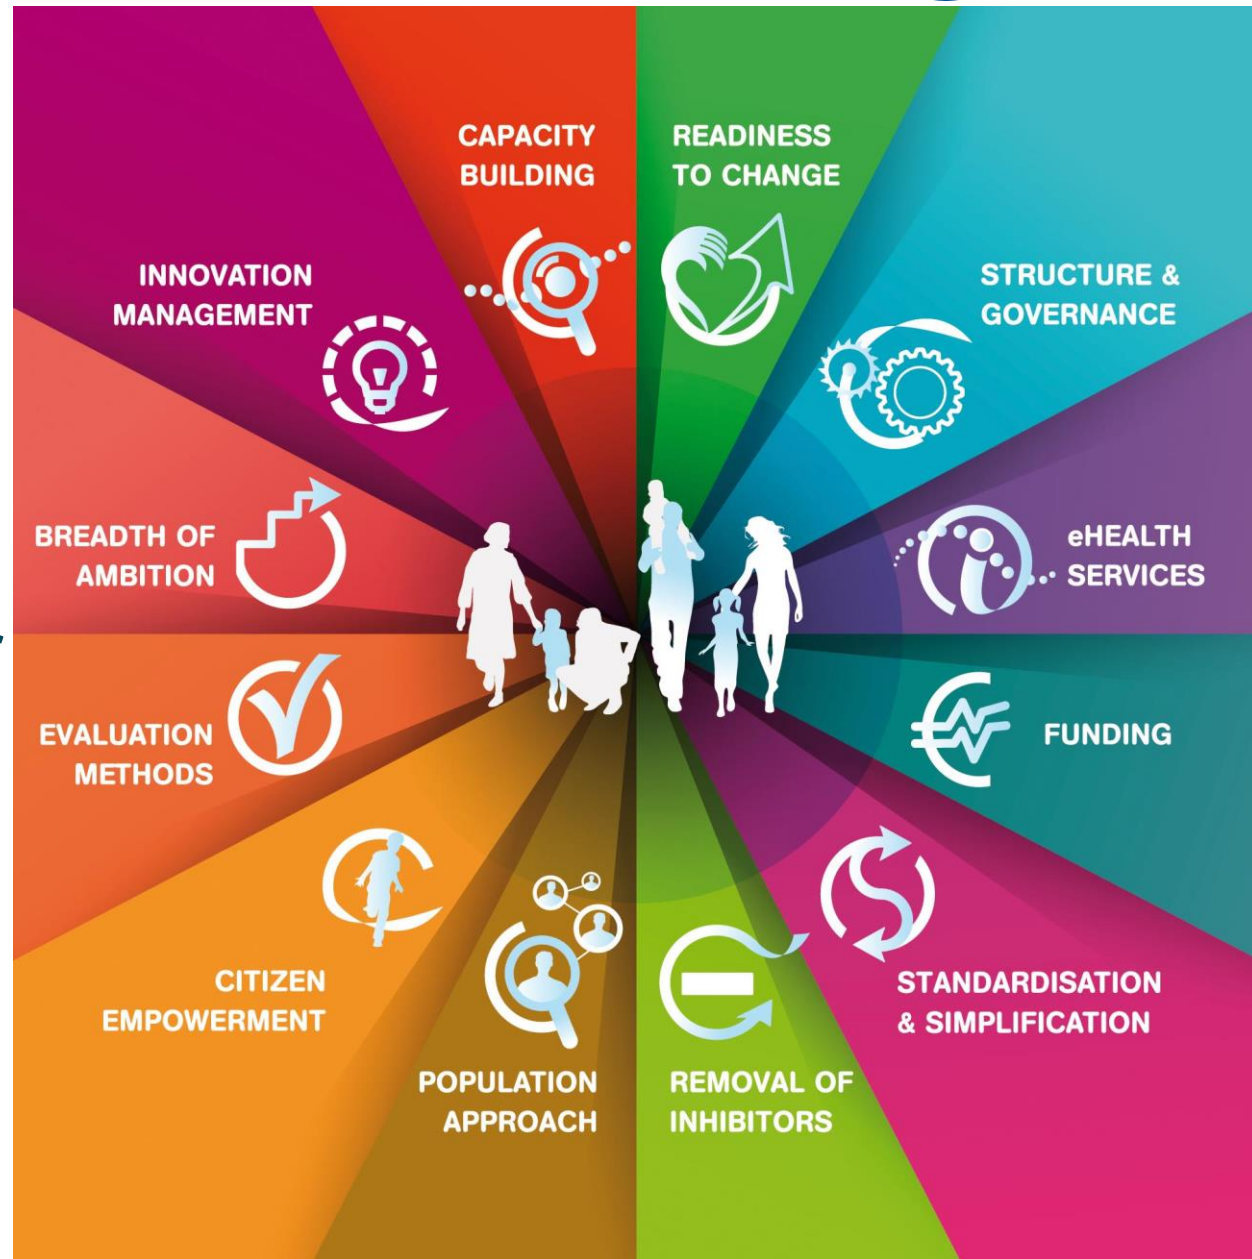 CAPACITY
BUILDING
READINESS
TO CHANGE
INNOVATION
MANAGEMENT
STRUCTURE &
GOVERNANCE
BREADTH OF
AMBITION
eHEALTH
SERVICES
EVALUATION
METHODS
FUNDING
CITIZEN
EMPOWERMENT
STANDARDISATION
& SIMPLIFICATION
POPULATION
APPROACH
REMOVAL OF
INHIBITORS